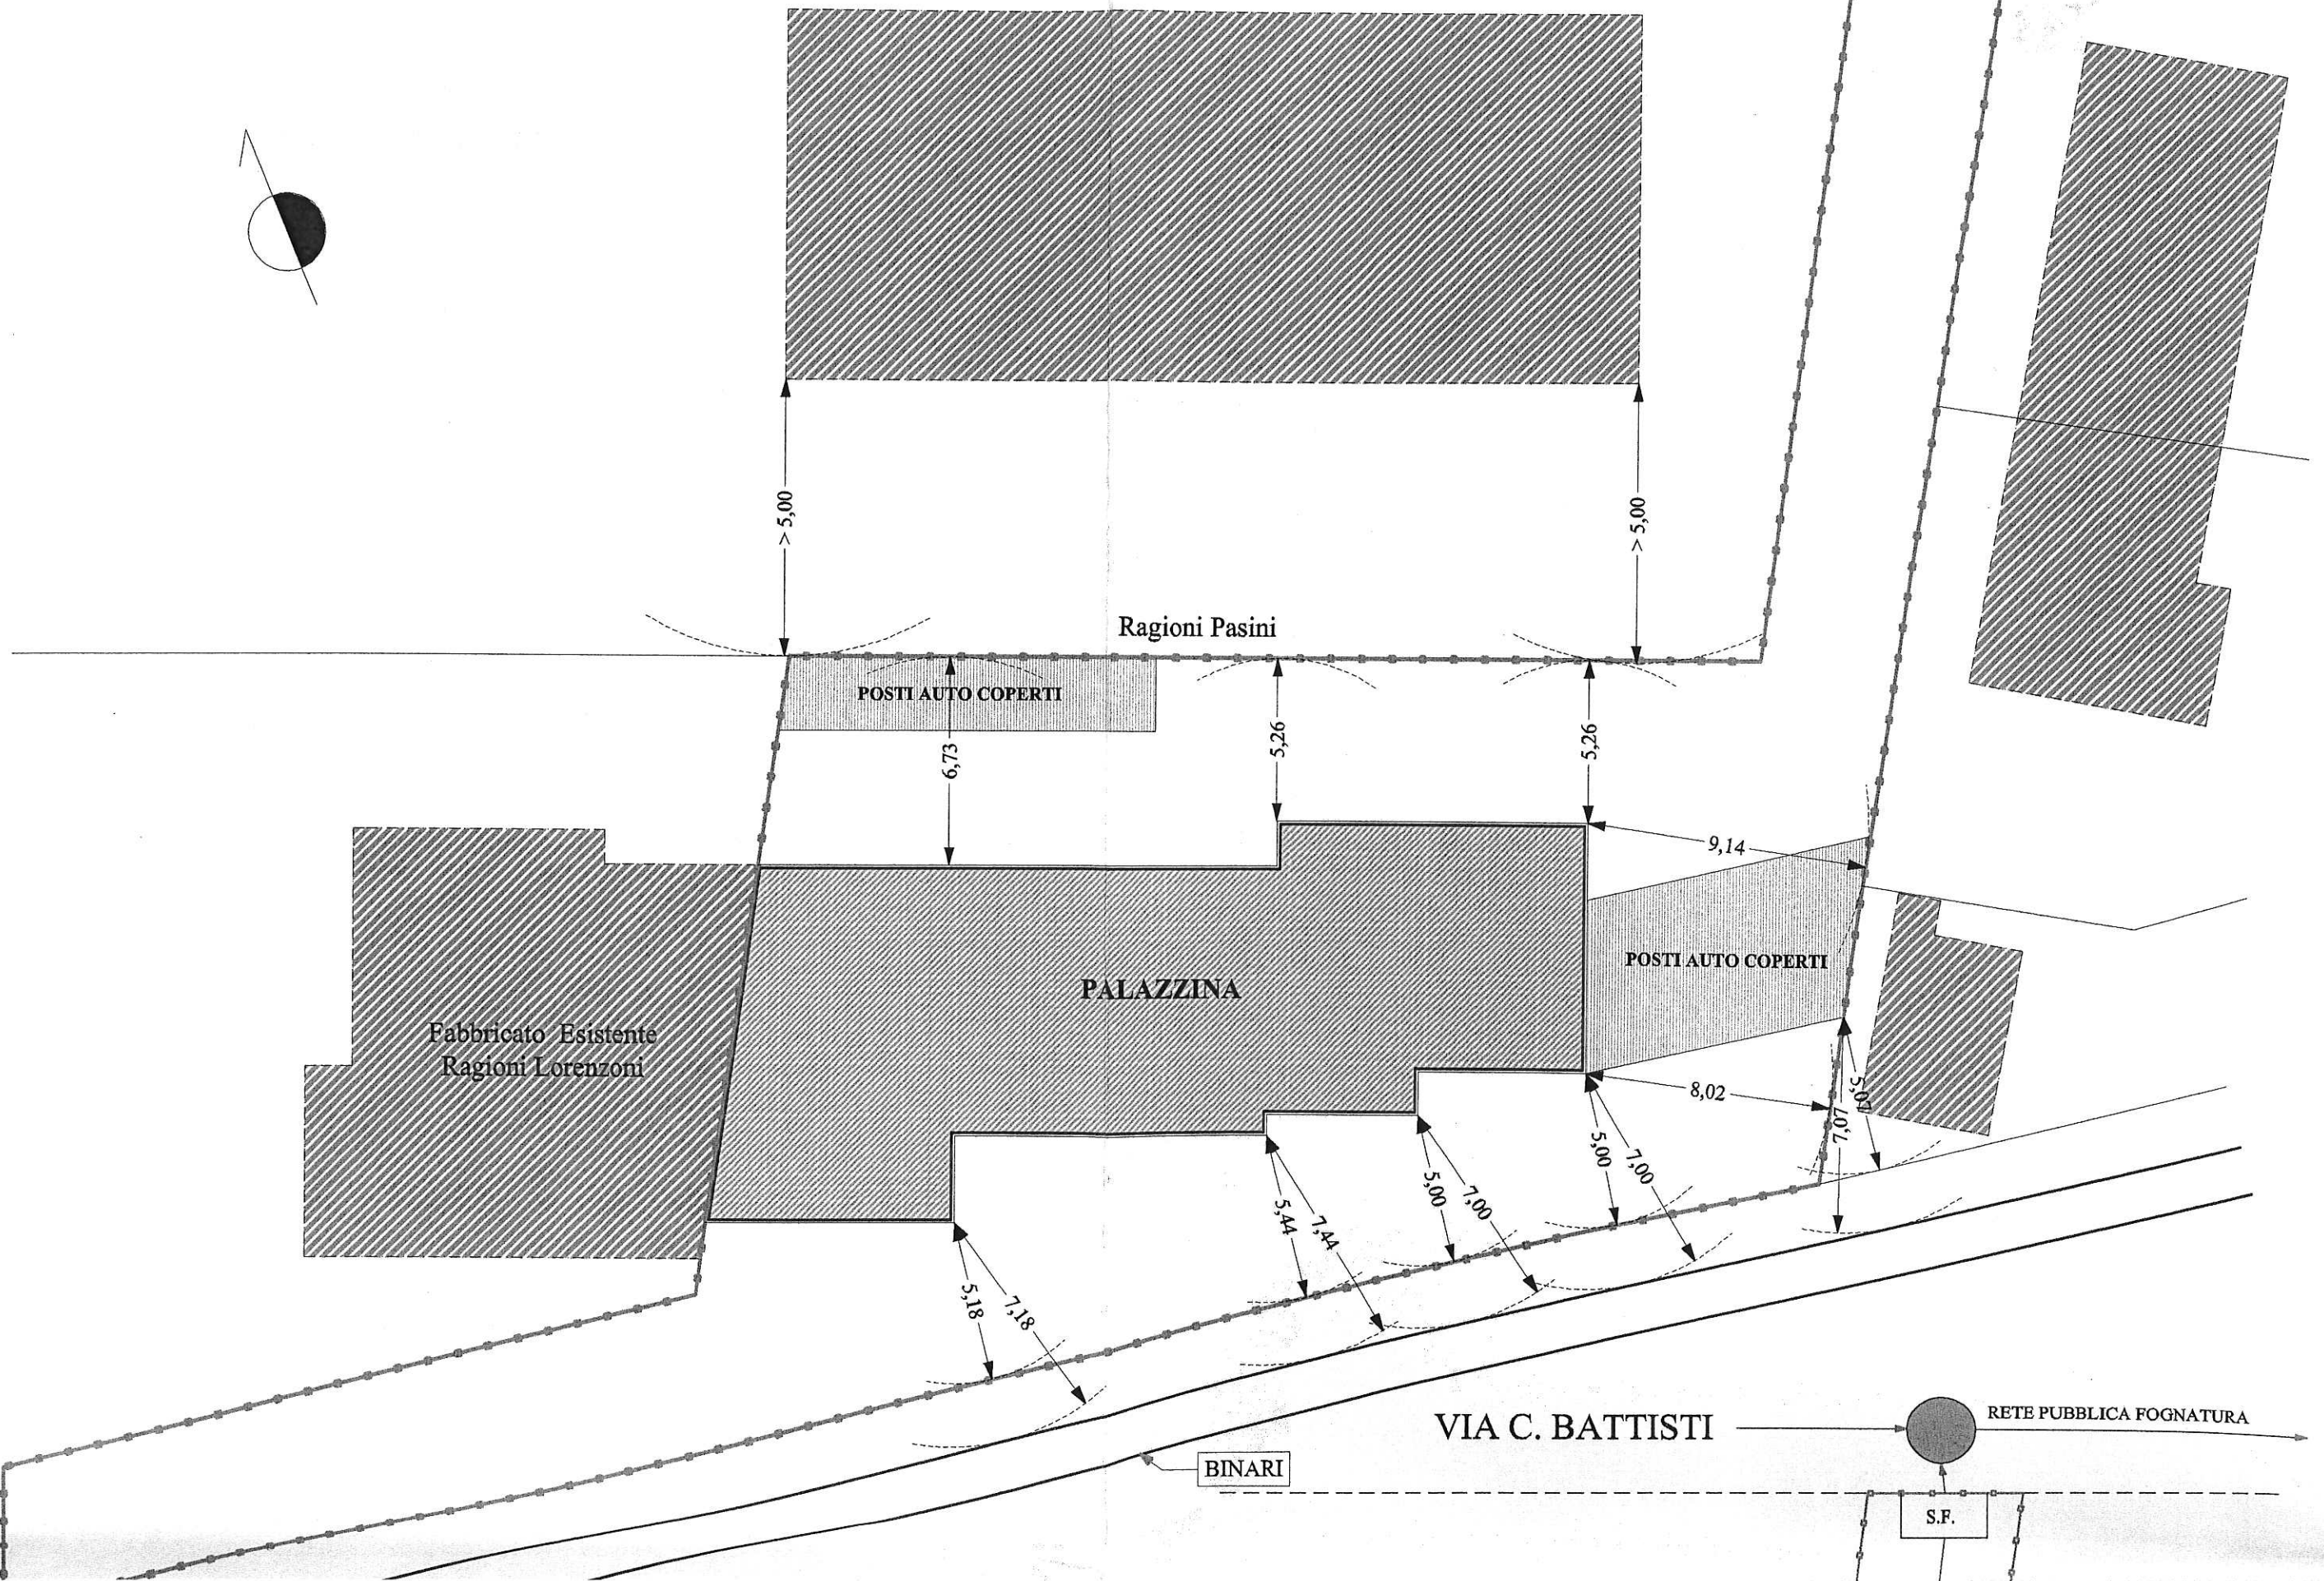 > 5,00
> 5,00
Ragioni Pasini
POSTI AUTO COPERTI
6,73
5,26
5,26
9,14
POSTI AUTO COPERTI
PALAZZINA
Fabbricato Esistente
Ragioni Lorenzoni
8,02
5,07
7,07
5,00
7,00
5,00
7,00
5,44
7,44
5,18
7,18
VIA C. BATTISTI
RETE PUBBLICA FOGNATURA
BINARI
S.F.